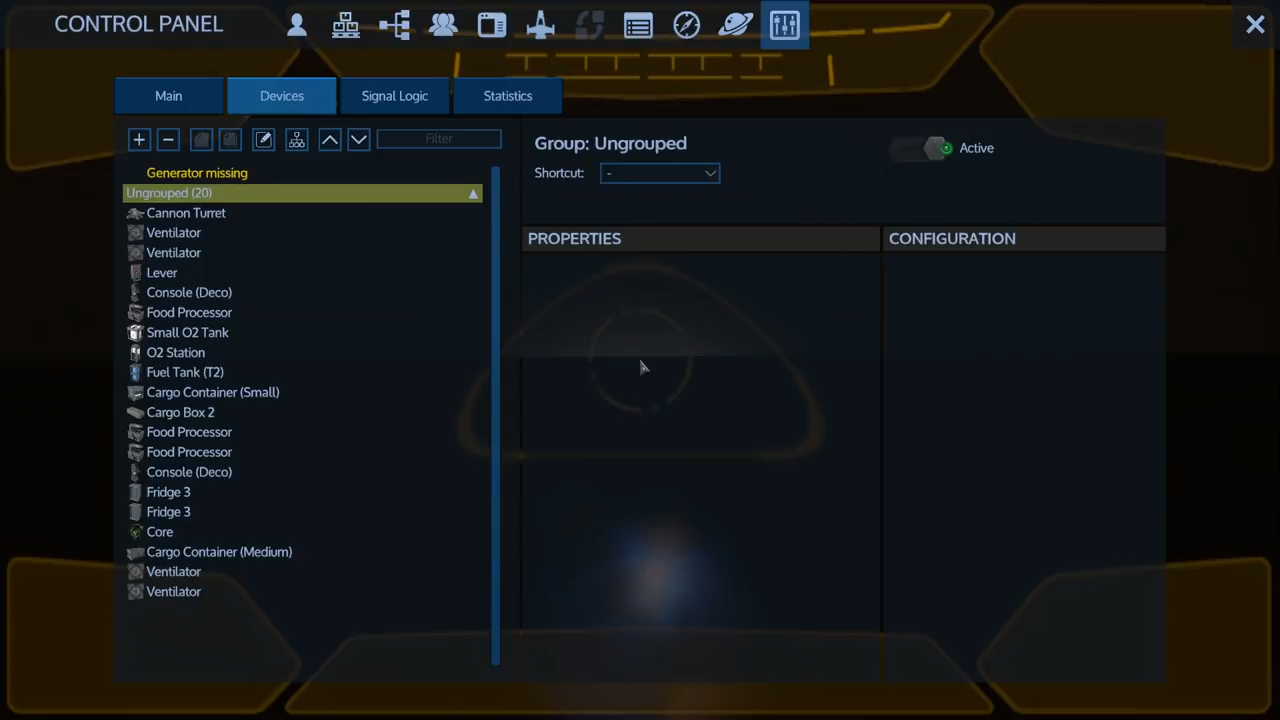 CONTROL PANEL
Main
Devices
Signal Logic
Statistics
Filter
Generator missing
Ungrouped (20)
Cannon Turret
Ventilator
Ventilator
Lever
Console (Deco)
Food Processor
Small O2 Tank
O2 Station
Fuel Tank (T2)
Cargo Container (Small)
Cargo Box 2
Food Processor
Food Processor
Console (Deco)
Fridge 3
Fridge 3
Core
Cargo Container (Medium)
Ventilator
Ventilator
Group: Ungrouped
Active
Shortcut: -
PROPERTIES
CONFIGURATION